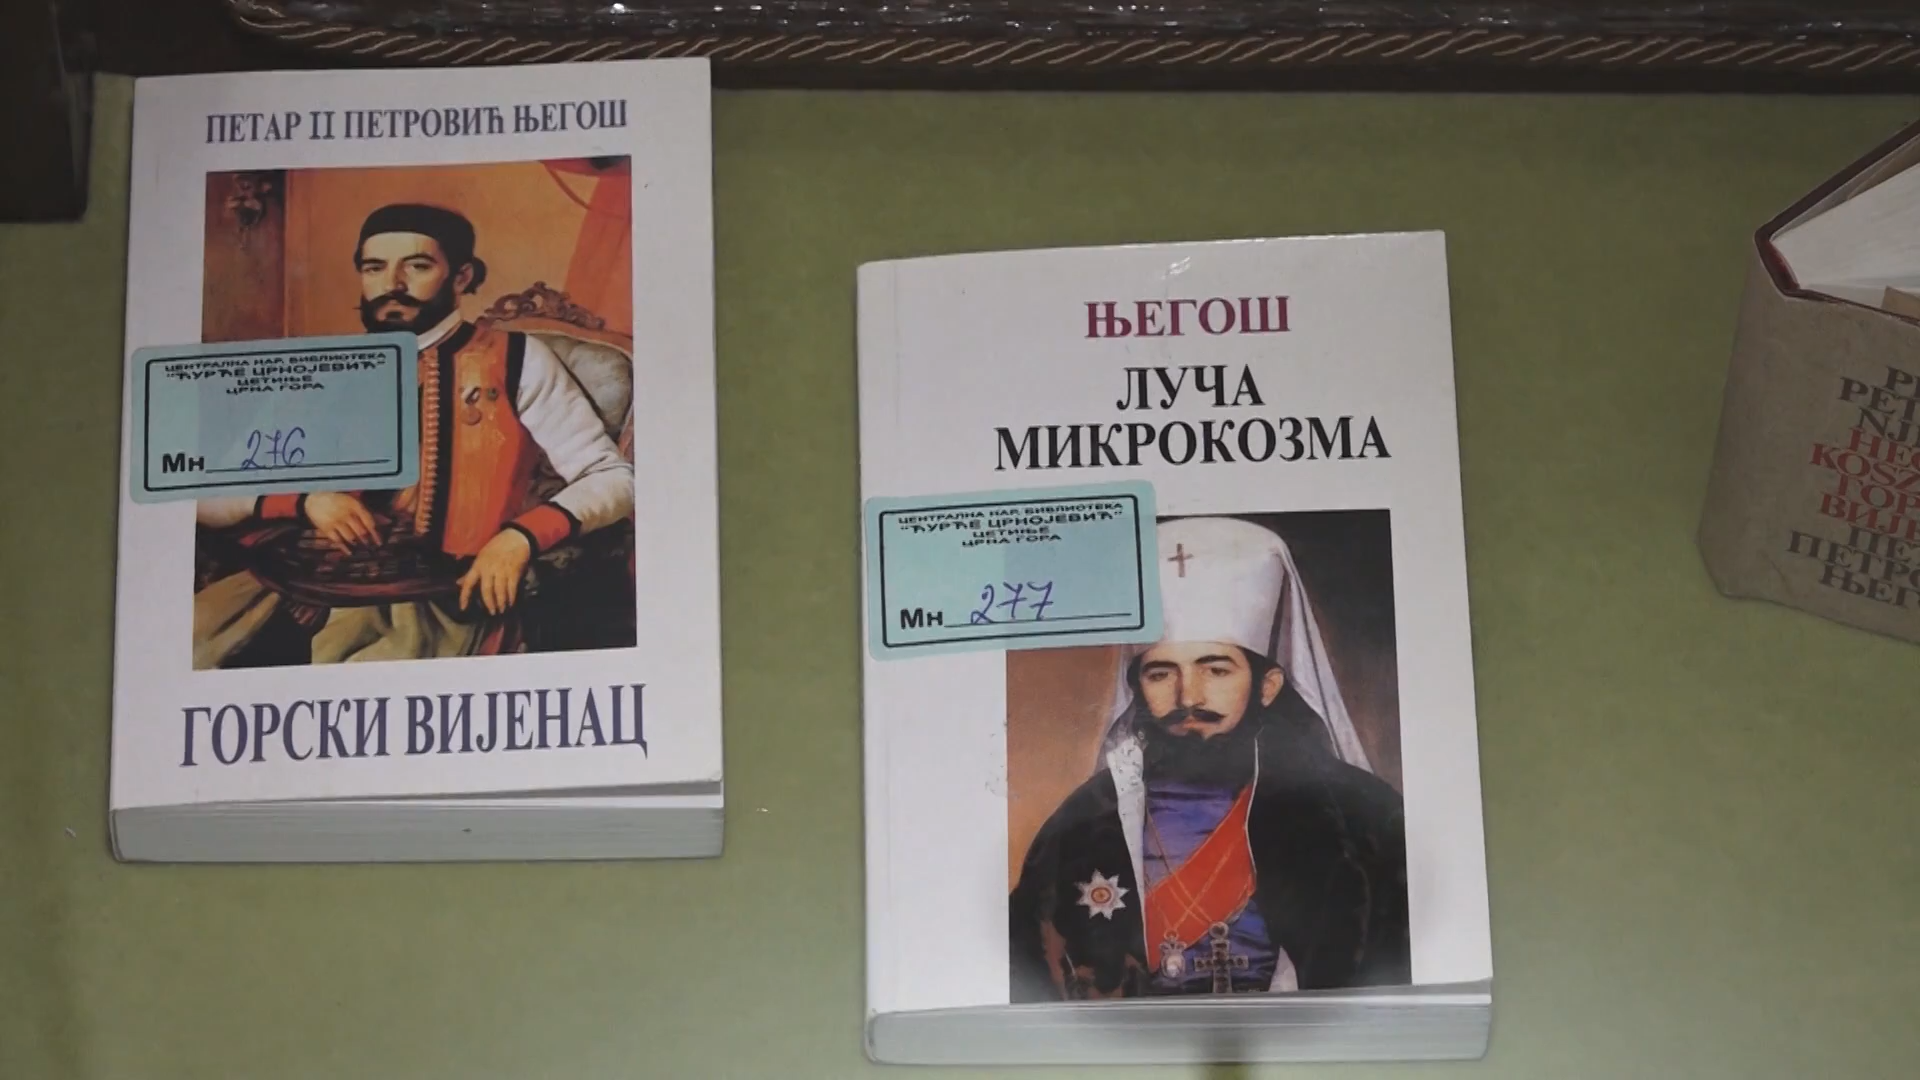 ПЕТАР II ПЕТРОВИЋ ЊЕГОШ
ЦЕНТРАЛНА НАР. БИБЛИОТЕКА
"ЂУРЂЕ ЦРНОЈЕВИЋ"
ЦЕТИЊЕ
ЦРНА ГОРА
Мн 276
ГОРСКИ ВИЈЕНАЦ
ЊЕГОШ
ЛУЧА
МИКРОКОЗМА
ЦЕНТРАЛНА НАР. БИБЛИОТЕКА
"ЂУРЂЕ ЦРНОЈЕВИЋ"
ЦЕТИЊЕ
ЦРНА ГОРА
Мн 277